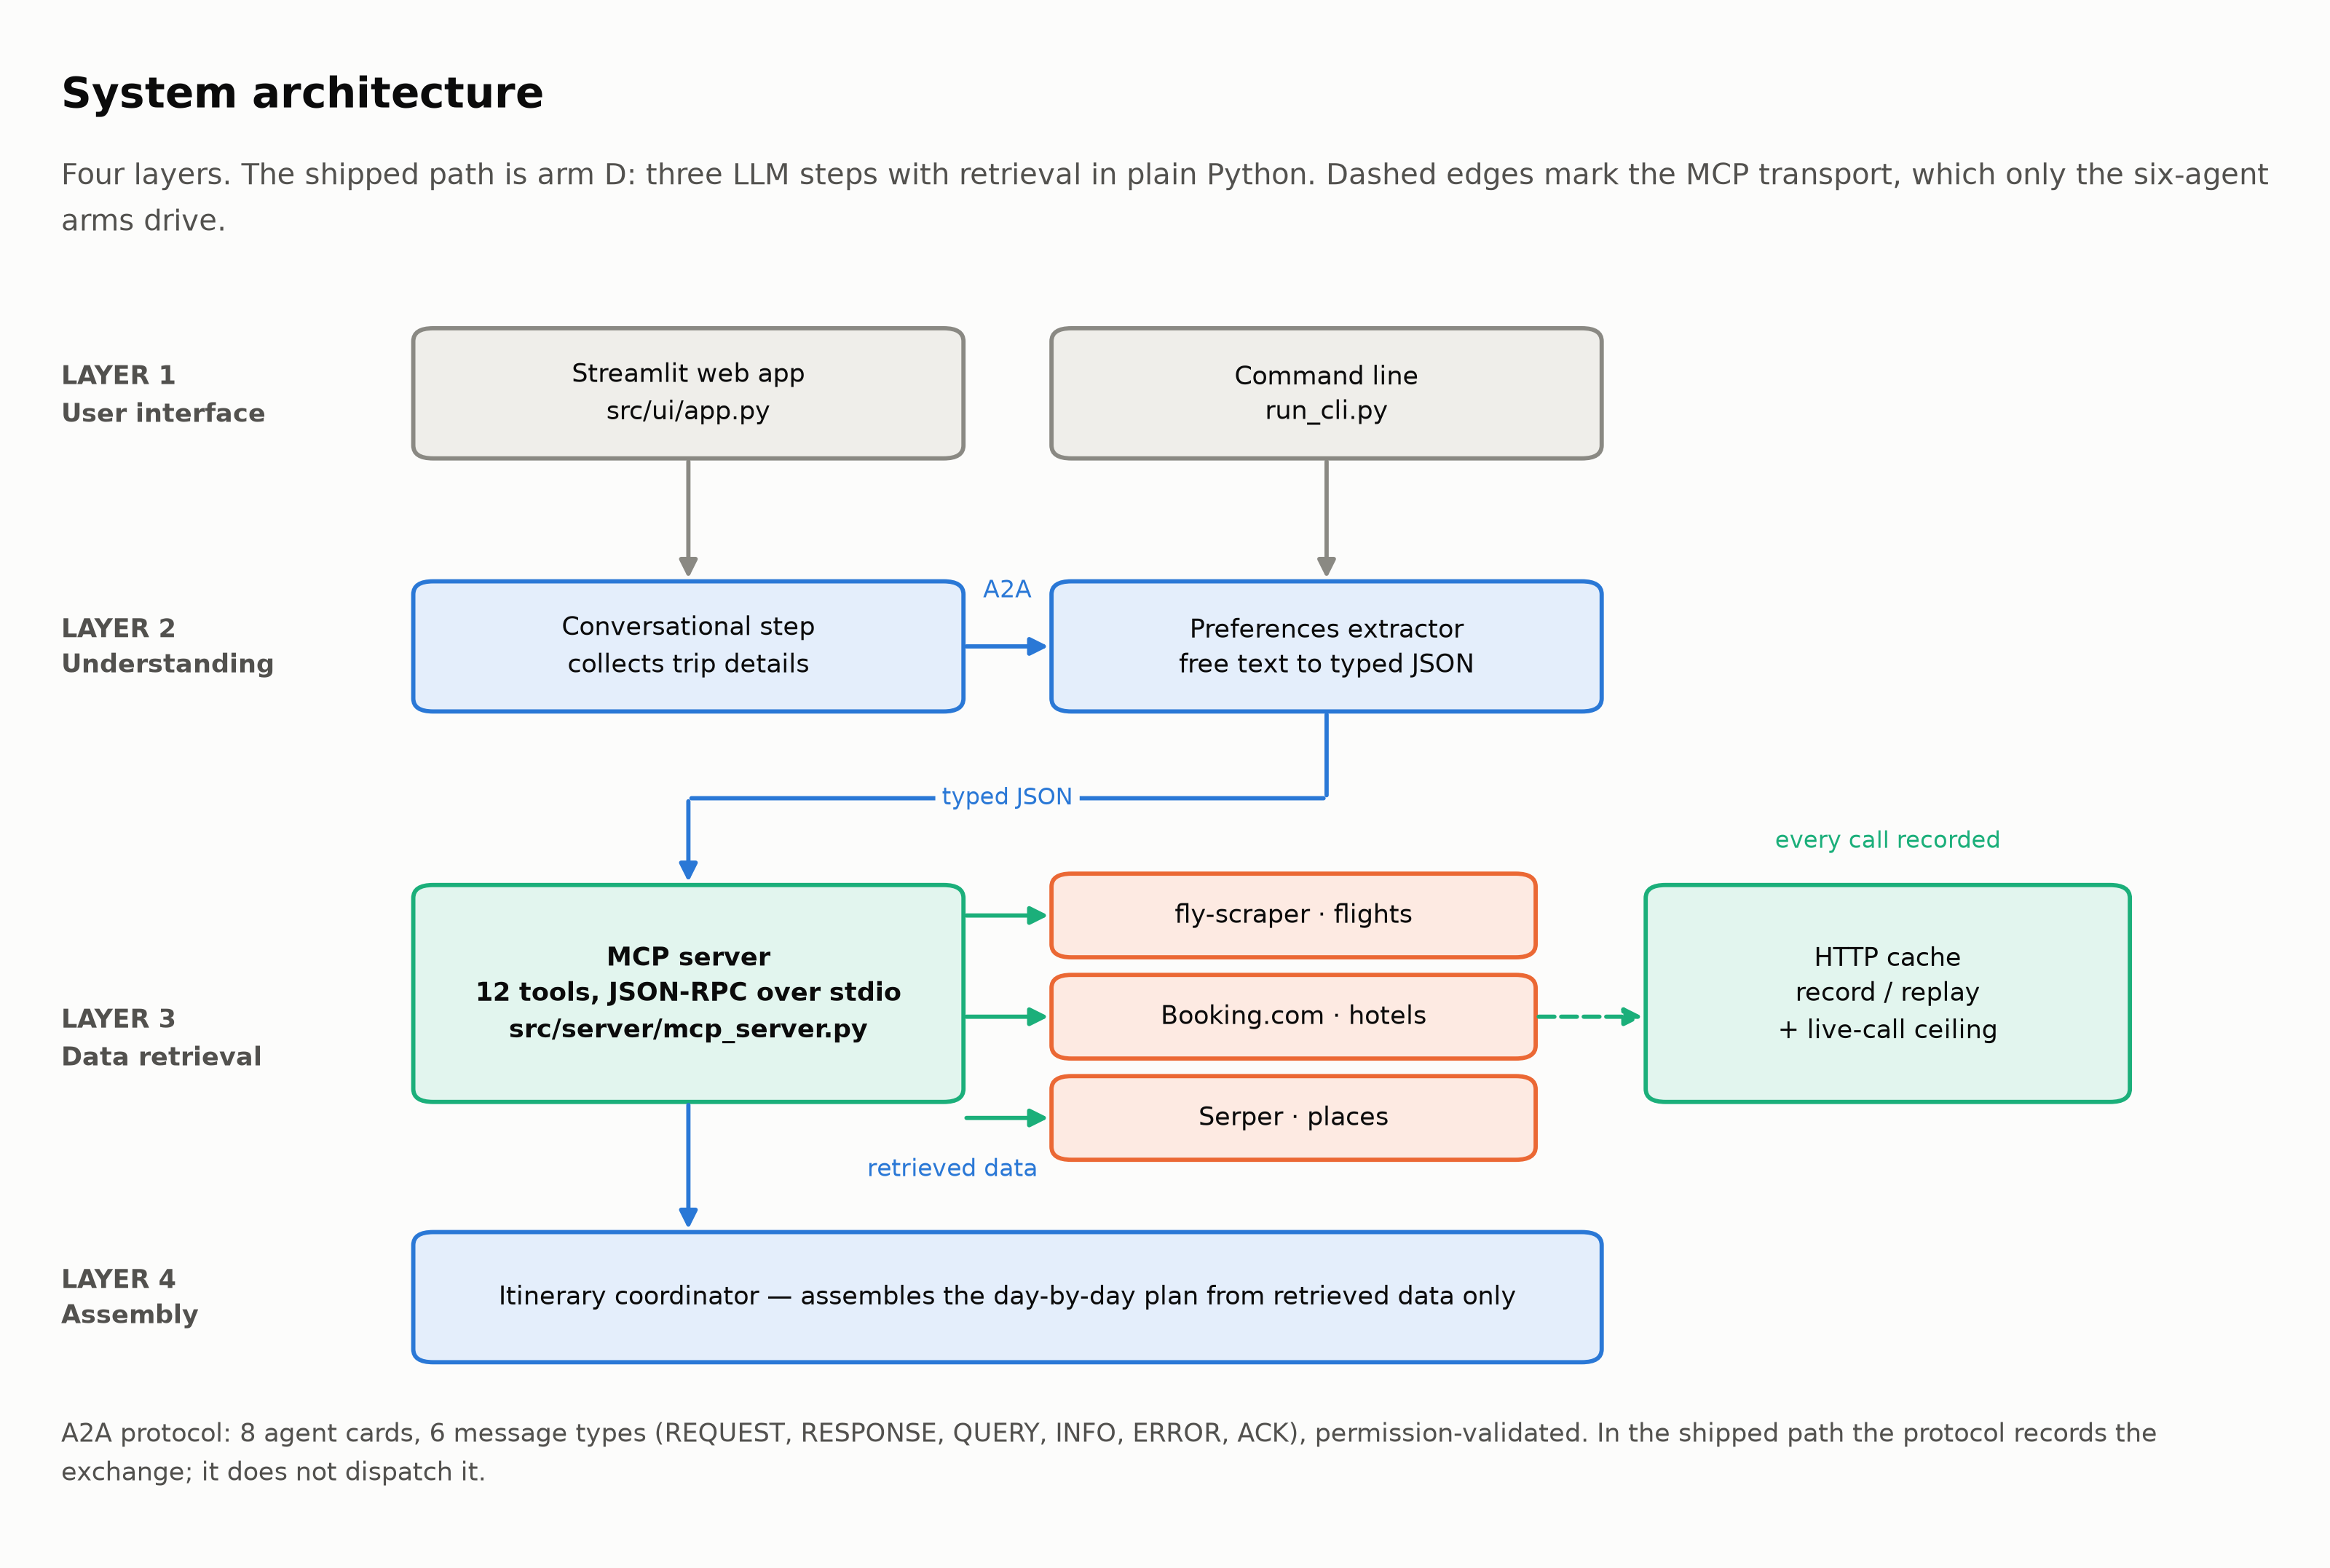 System architecture
Four layers. The shipped path is arm D: three LLM steps with retrieval in plain Python. Dashed edges mark the MCP transport, which only the six-agent
arms drive.
LAYER 1
User interface
Streamlit web app
src/ui/app.py
Command line
run_cli.py
LAYER 2
Understanding
Conversational step
collects trip details
A2A
Preferences extractor
free text to typed JSON
typed JSON
every call recorded
LAYER 3
Data retrieval
MCP server
12 tools, JSON-RPC over stdio
src/server/mcp_server.py
fly-scraper · flights
Booking.com · hotels
Serper · places
HTTP cache
record / replay
+ live-call ceiling
retrieved data
LAYER 4
Assembly
Itinerary coordinator — assembles the day-by-day plan from retrieved data only
A2A protocol: 8 agent cards, 6 message types (REQUEST, RESPONSE, QUERY, INFO, ERROR, ACK), permission-validated. In the shipped path the protocol records the
exchange; it does not dispatch it.